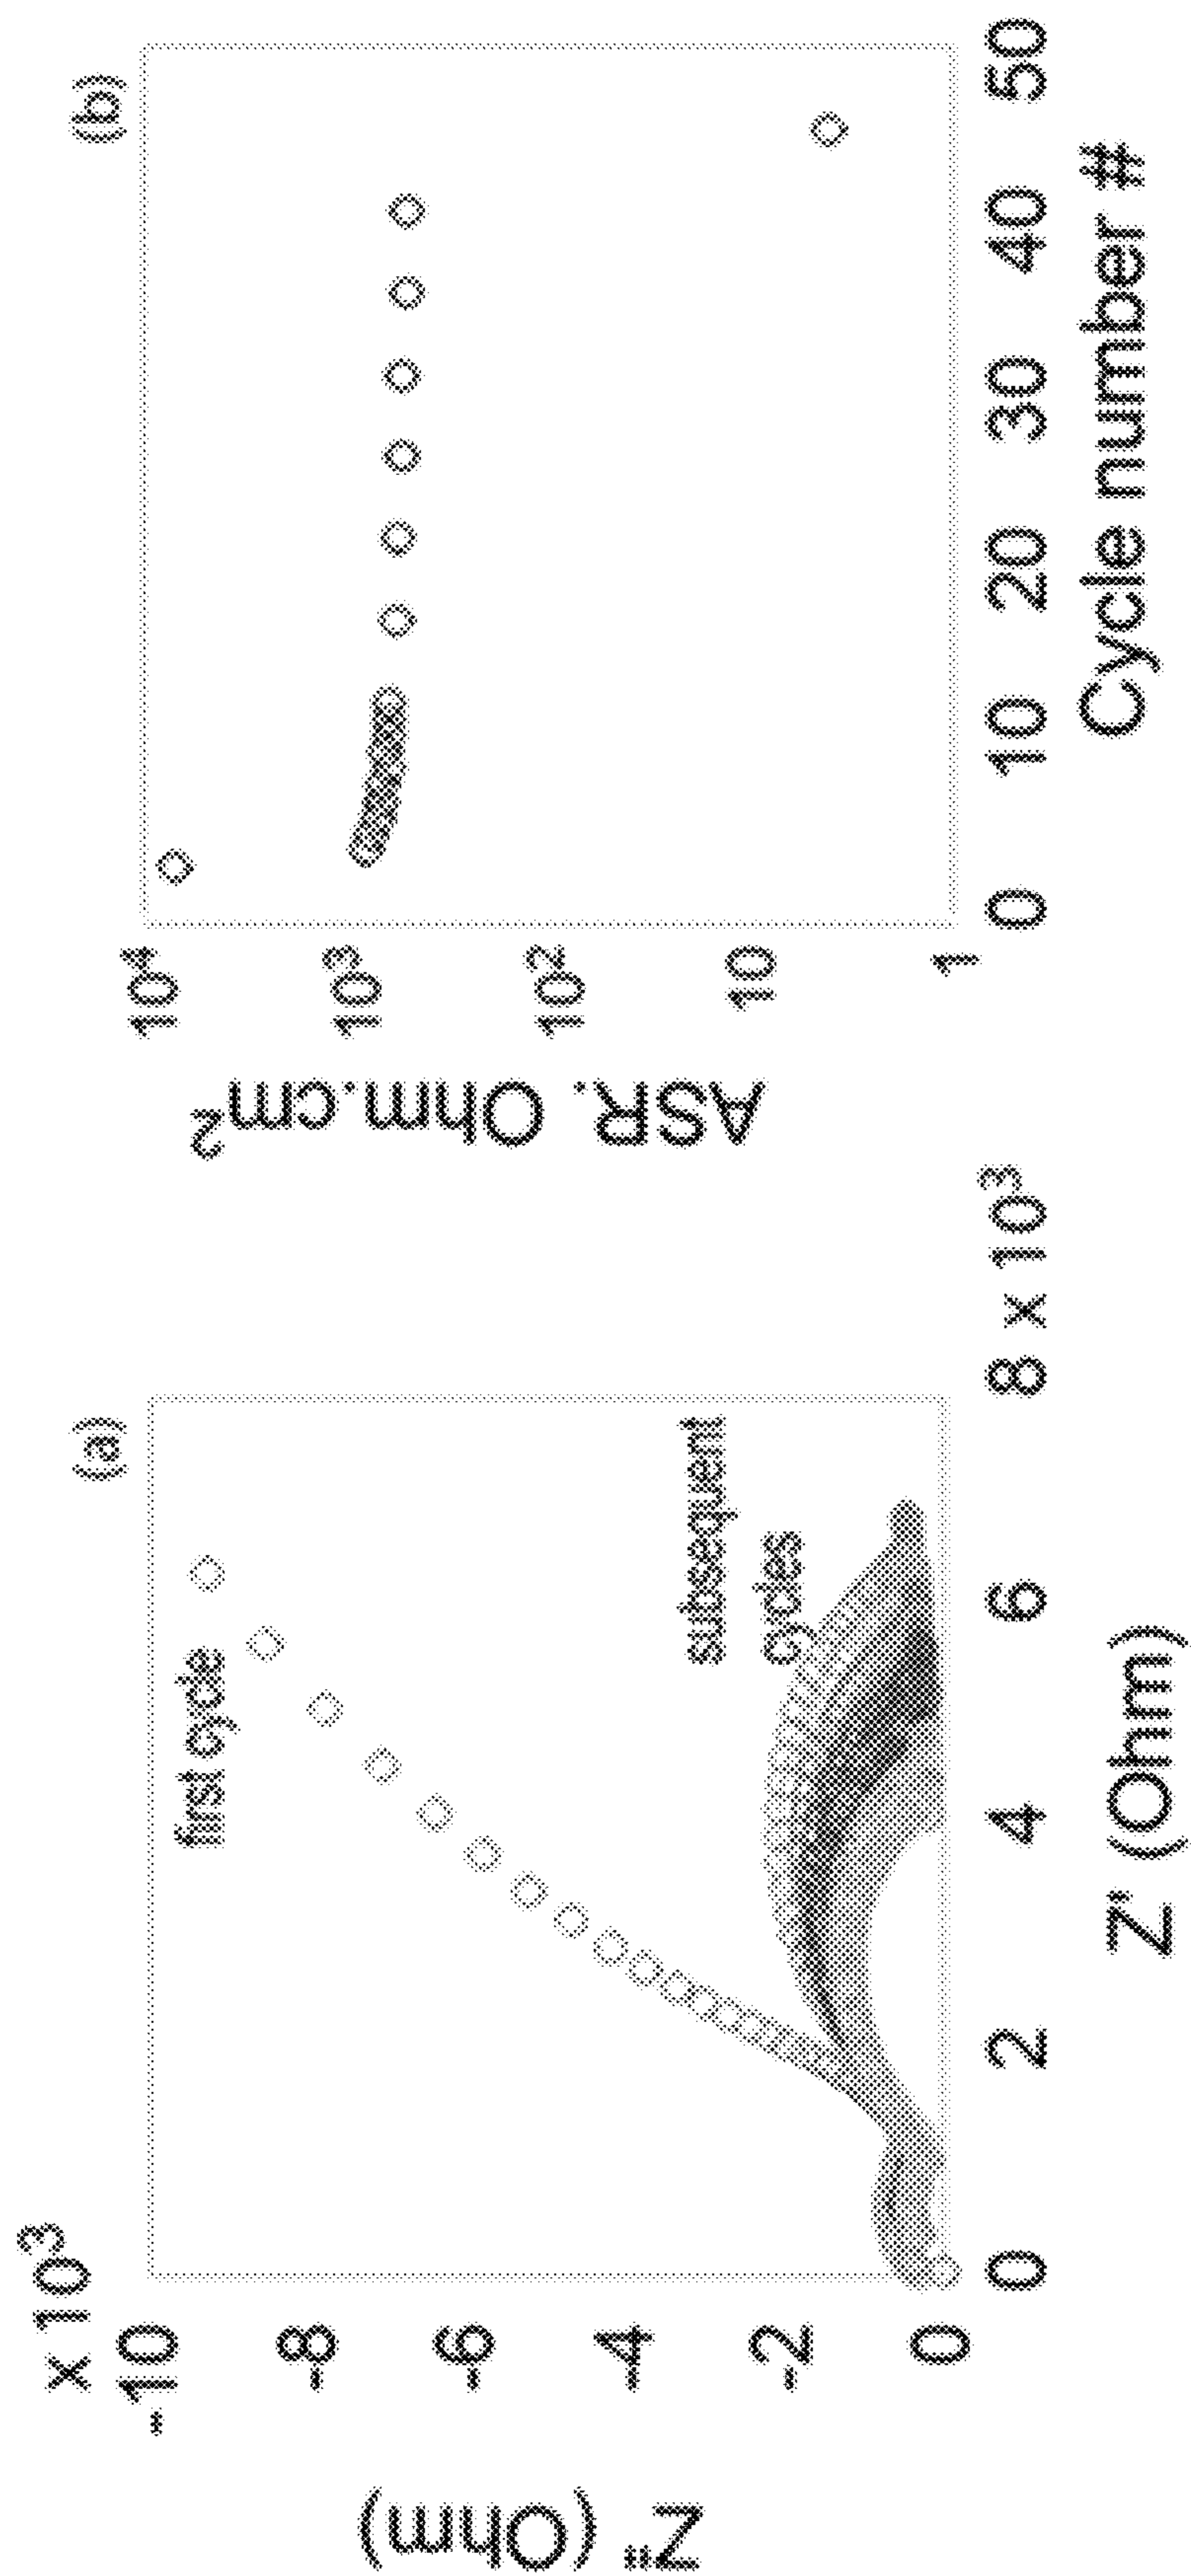 x 10³
(a)
-10
-8
-6
-4
-2
0
Z" (Ohm)
first cycle
subsequent
cycles
0
2
4
6
8 x 10³
Z' (Ohm)
(b)
10⁴
10³
10²
10
1
ASR. Ohm.cm²
0
10
20
30
40
50
Cycle number #